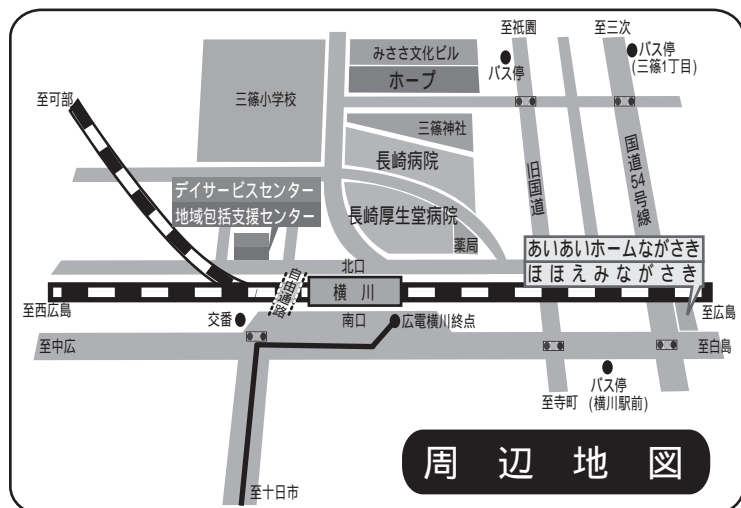 至祇園
至三次
みささ文化ビル
ホープ
バス停
バス停
(三篠1丁目)
至可部
三篠小学校
三篠神社
長崎病院
旧国道
国道54号線
デイサービスセンター
地域包括支援センター
長崎厚生堂病院
薬局
あいあいホームながさき
ほほえみながさき
北口
自由通路
横川
至西広島
至広島
交番
南口
広電横川終点
至中広
至白島
バス停
(横川駅前)
至寺町
周辺地図
至十日市